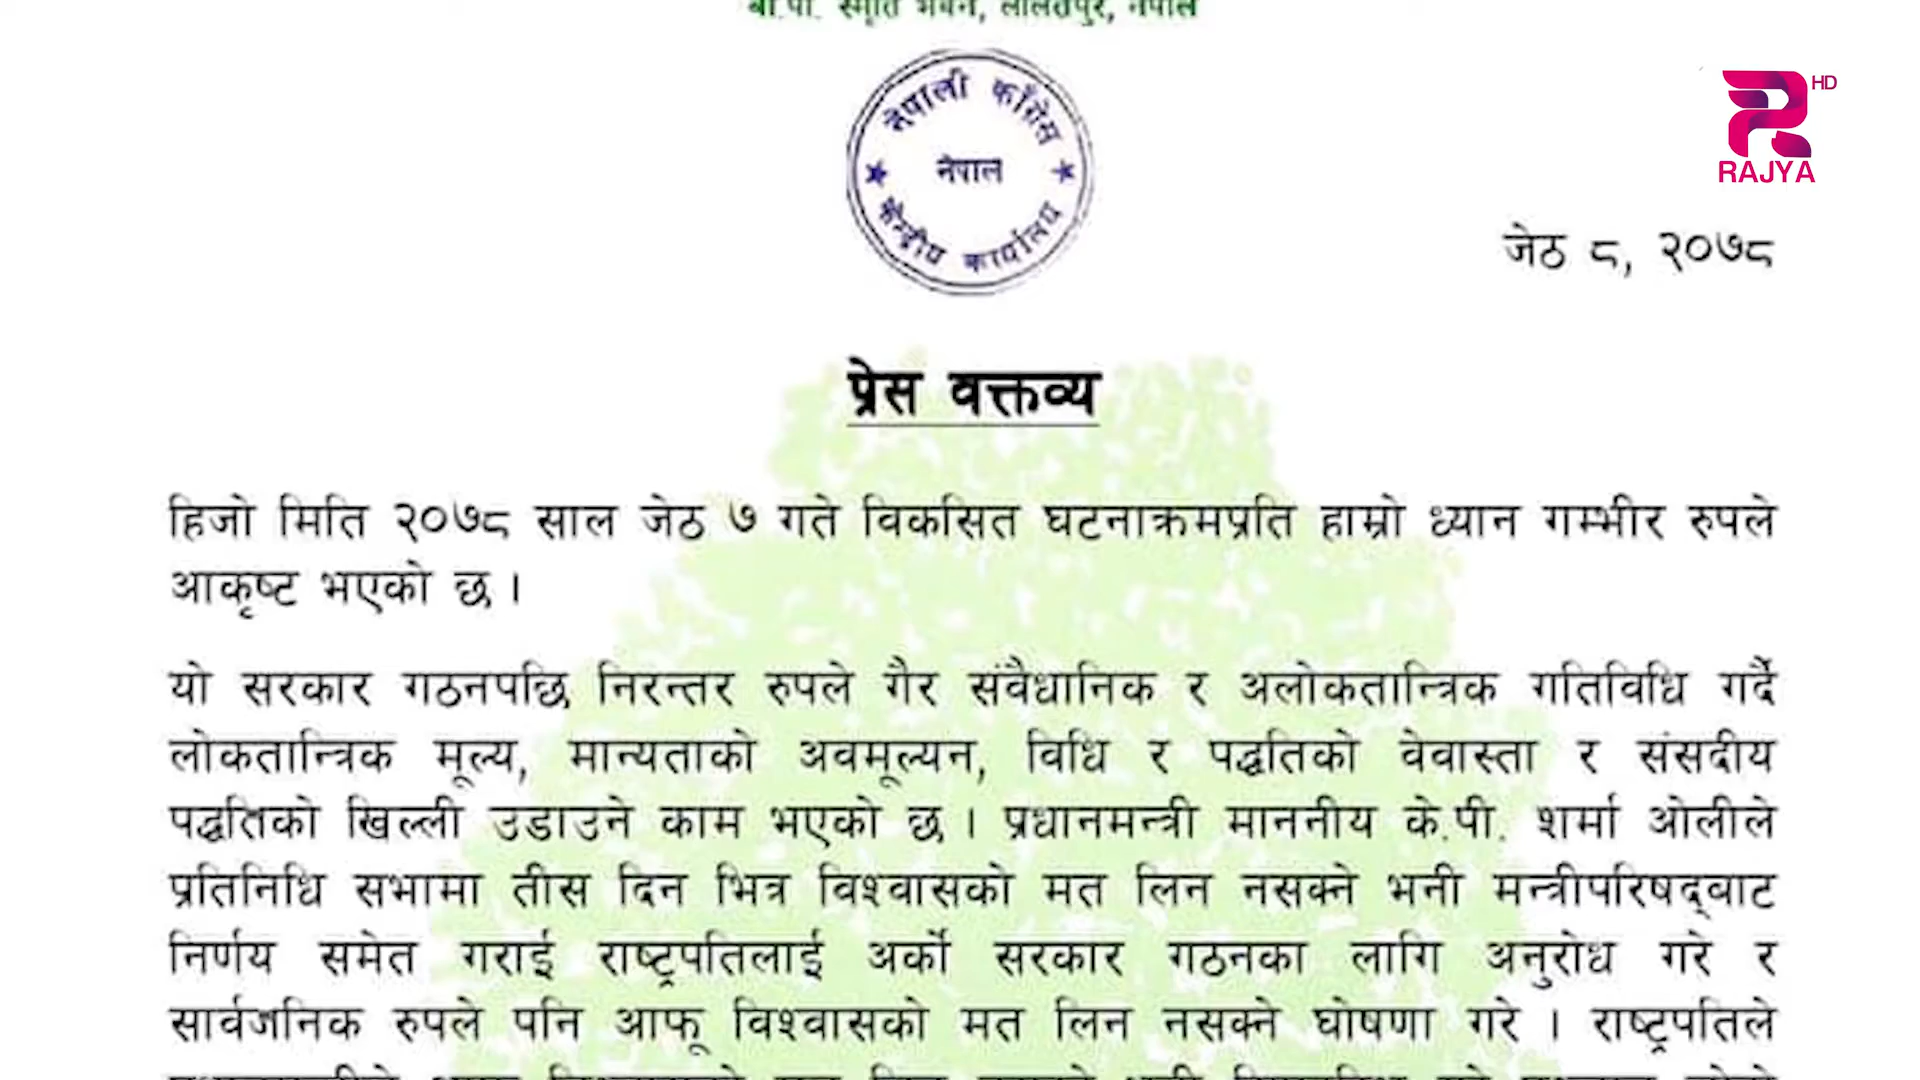 बी.पी. स्मृति भवन, ललितपुर, नेपाल
नेपाली काँग्रेस
नेपाल
केन्द्रीय कार्यालय
HD
RAJYA
जेठ ८, २०७८
प्रेस वक्तव्य
हिजो मिति २०७८ साल जेठ ७ गते विकसित घटनाक्रमप्रति हाम्रो ध्यान गम्भीर रुपले
आकृष्ट भएको छ ।
यो सरकार गठनपछि निरन्तर रुपले गैर संवैधानिक र अलोकतान्त्रिक गतिविधि गर्दै
लोकतान्त्रिक मूल्य, मान्यताको अवमूल्यन, विधि र पद्धतिको वेवास्ता र संसदीय
पद्धतिको खिल्ली उडाउने काम भएको छ । प्रधानमन्त्री माननीय के.पी. शर्मा ओलीले
प्रतिनिधि सभामा तीस दिन भित्र विश्वासको मत लिन नसक्ने भनी मन्त्रीपरिषद्बाट
निर्णय समेत गराई राष्ट्रपतिलाई अर्को सरकार गठनका लागि अनुरोध गरे र
सार्वजनिक रुपले पनि आफू विश्वासको मत लिन नसक्ने घोषणा गरे । राष्ट्रपतिले